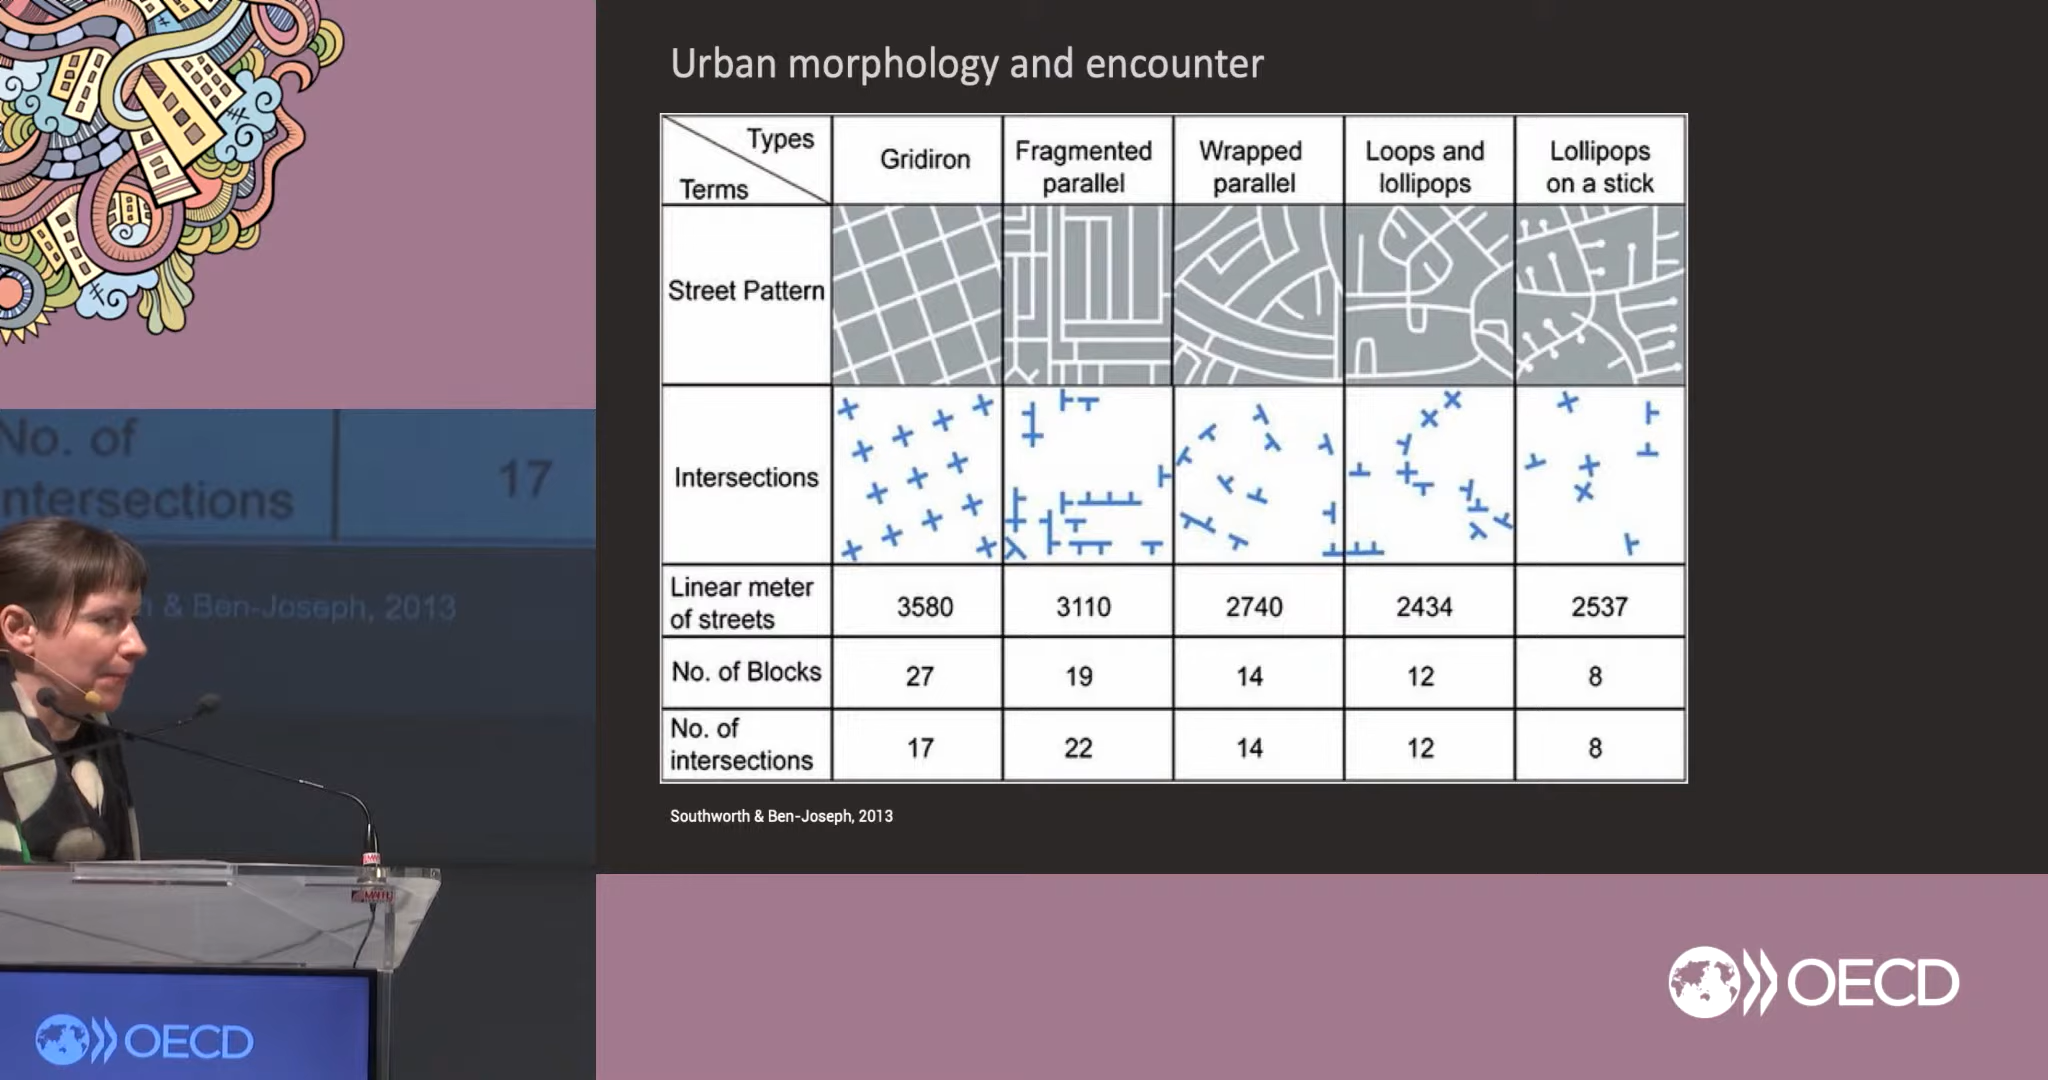 Urban morphology and encounter
Types
Terms
Gridiron
Fragmented
parallel
Wrapped
parallel
Loops and
lollipops
Lollipops
on a stick
Street Pattern
Intersections
Linear meter
of streets
3580
3110
2740
2434
2537
No. of Blocks
27
19
14
12
8
No. of
intersections
17
22
14
12
8
Southworth & Ben-Joseph, 2013
No. of
ntersections
17
& Ben-Joseph, 2013
OECD
OECD